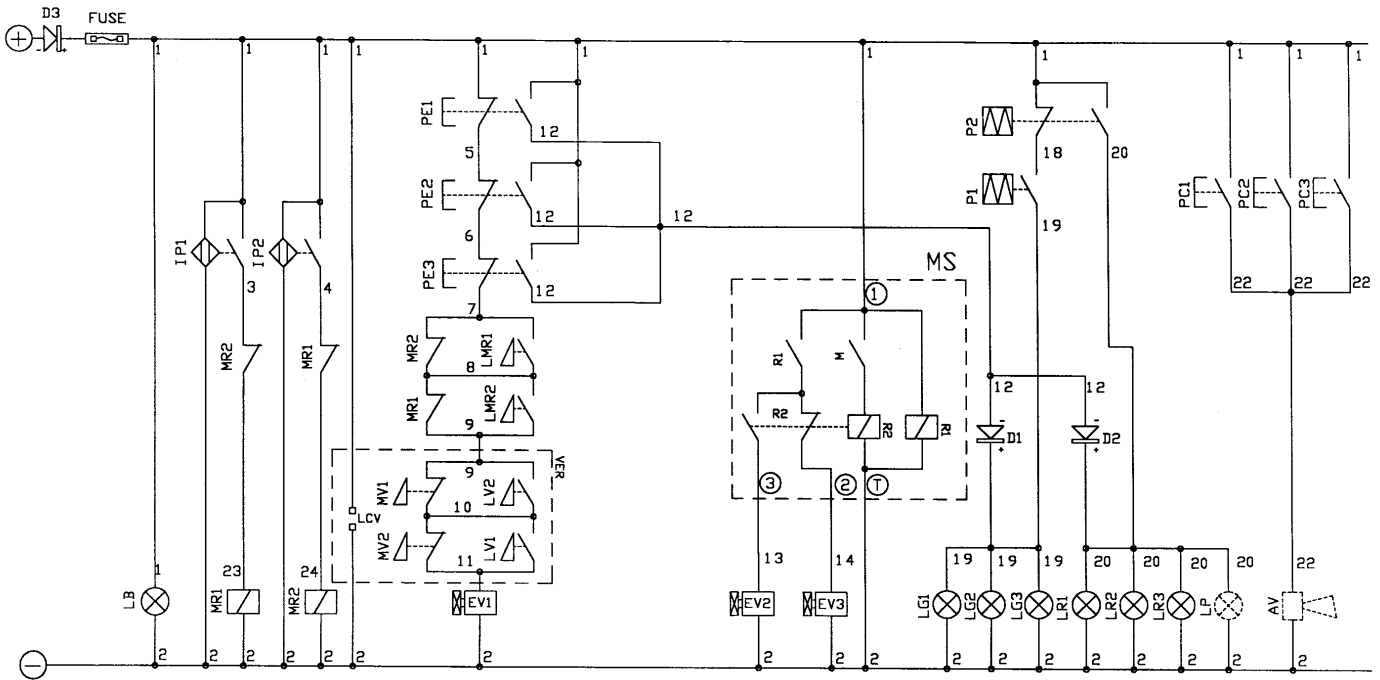 D3 FUSE
+ - +
1 1 1 1 1 1 1 1 1 1 1
PE1 12 P2
5 18 20
PE2 12 12 P1 PC1 PC2 PC3
6 19
IP1 IP2 PE3 12 MS
3 4 22 22 22
7 1
MR2 MR1 MR2 LMR1 R1 M
8 12 12
MR1 LMR2 R2 R2 R1 D1 - + D2 - +
9
9 VER 3 2 T
MV1 LV2
LCV 10
MV2 LV1
11 13 14 19 19 19 20 20 20 20 22
1 23 24
LB MR1 MR2 EV1 EV2 EV3 LG1 LG2 LG3 LR1 LR2 LR3 LP AV
2 2 2 2 2 2 2 2 2 2 2 2 2 2 2 2 2 2 2
-